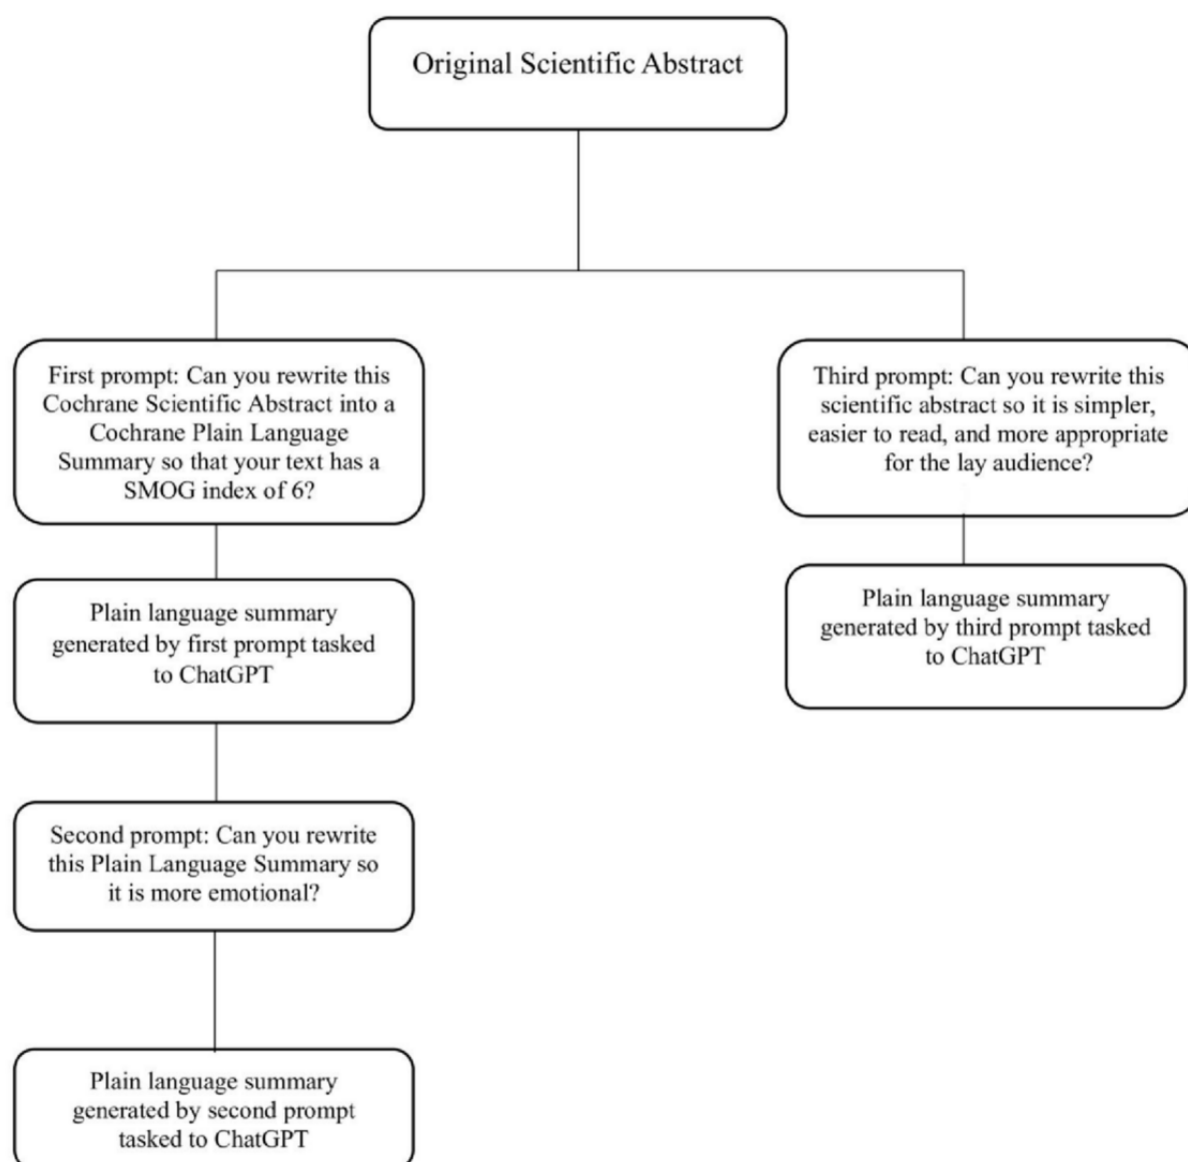 Original Scientific Abstract
First prompt: Can you rewrite this
Cochrane Scientific Abstract into a
Cochrane Plain Language
Summary so that your text has a
SMOG index of 6?
Third prompt: Can you rewrite this
scientific abstract so it is simpler,
easier to read, and more appropriate
for the lay audience?
Plain language summary
generated by first prompt tasked
to ChatGPT
Plain language summary
generated by third prompt tasked
to ChatGPT
Second prompt: Can you rewrite
this Plain Language Summary so
it is more emotional?
Plain language summary
generated by second prompt
tasked to ChatGPT